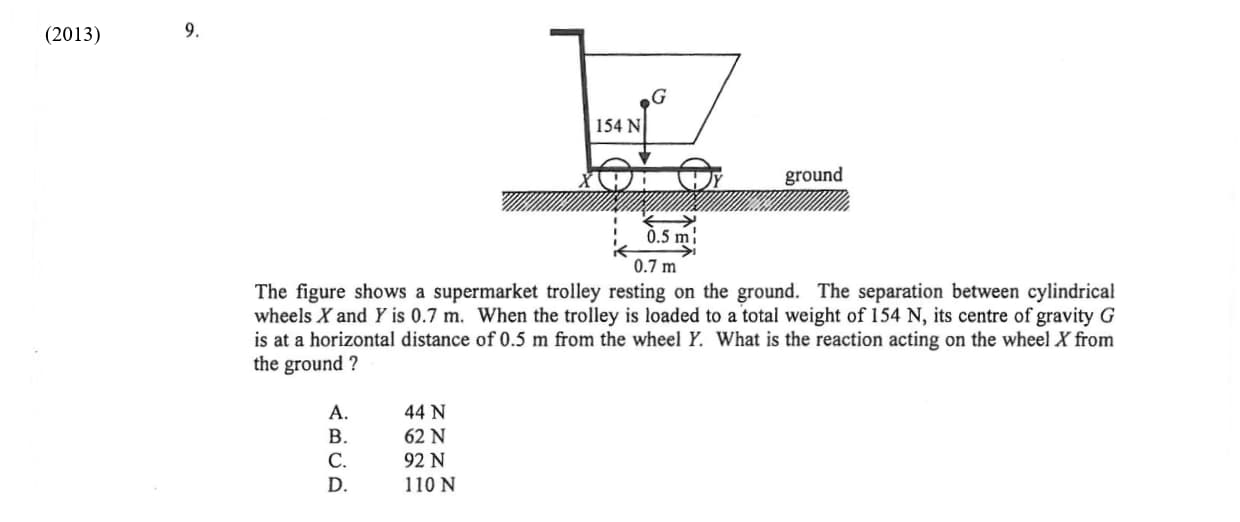 (2013)
9.
G
154 N
X
Y
ground
0.5 m
0.7 m
The figure shows a supermarket trolley resting on the ground. The separation between cylindrical
wheels X and Y is 0.7 m. When the trolley is loaded to a total weight of 154 N, its centre of gravity G
is at a horizontal distance of 0.5 m from the wheel Y. What is the reaction acting on the wheel X from
the ground ?
A. 44 N
B. 62 N
C. 92 N
D. 110 N